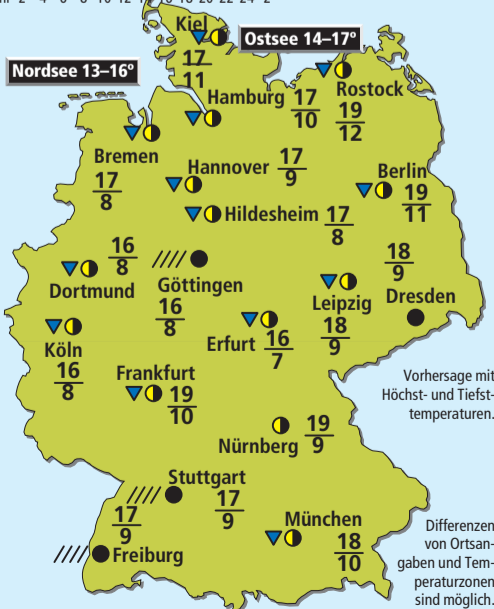 Kiel
17
11
Ostsee 14–17°
Nordsee 13–16°
Hamburg
17
10
Rostock
19
12
Bremen
17
8
Hannover
17
9
Berlin
19
11
Hildesheim
17
8
16
8
Dortmund
Göttingen
16
8
18
9
Dresden
Leipzig
18
9
Köln
16
8
Erfurt
16
7
Frankfurt
19
10
Vorhersage mit
Höchst- und Tiefst-
temperaturen.
Nürnberg
19
9
Stuttgart
17
9
17
9
Freiburg
München
18
10
Differenzen
von Ortsan-
gaben und Tem-
peraturzonen
sind möglich.